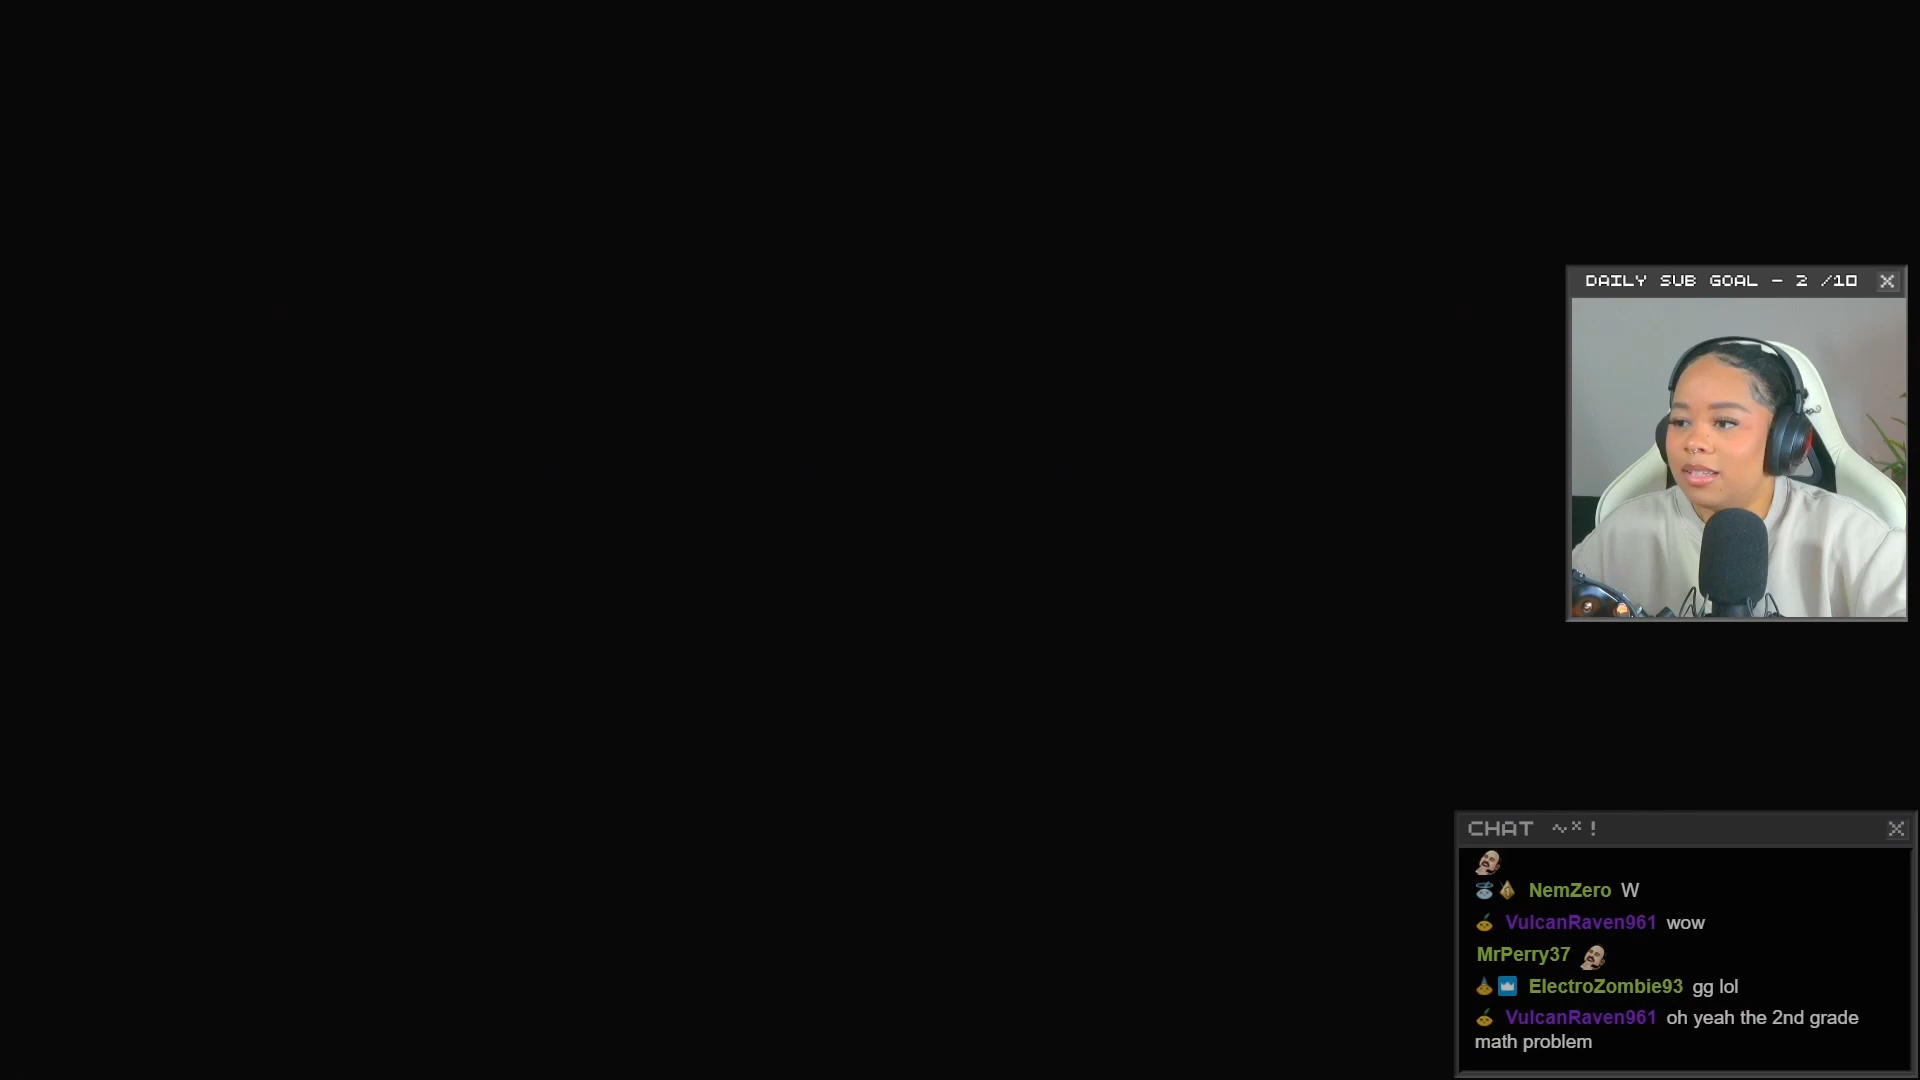 DAILY SUB GOAL - 2 /10
CHAT ~*!
NemZero W
VulcanRaven961 wow
MrPerry37
ElectroZombie93 gg lol
VulcanRaven961 oh yeah the 2nd grade
math problem